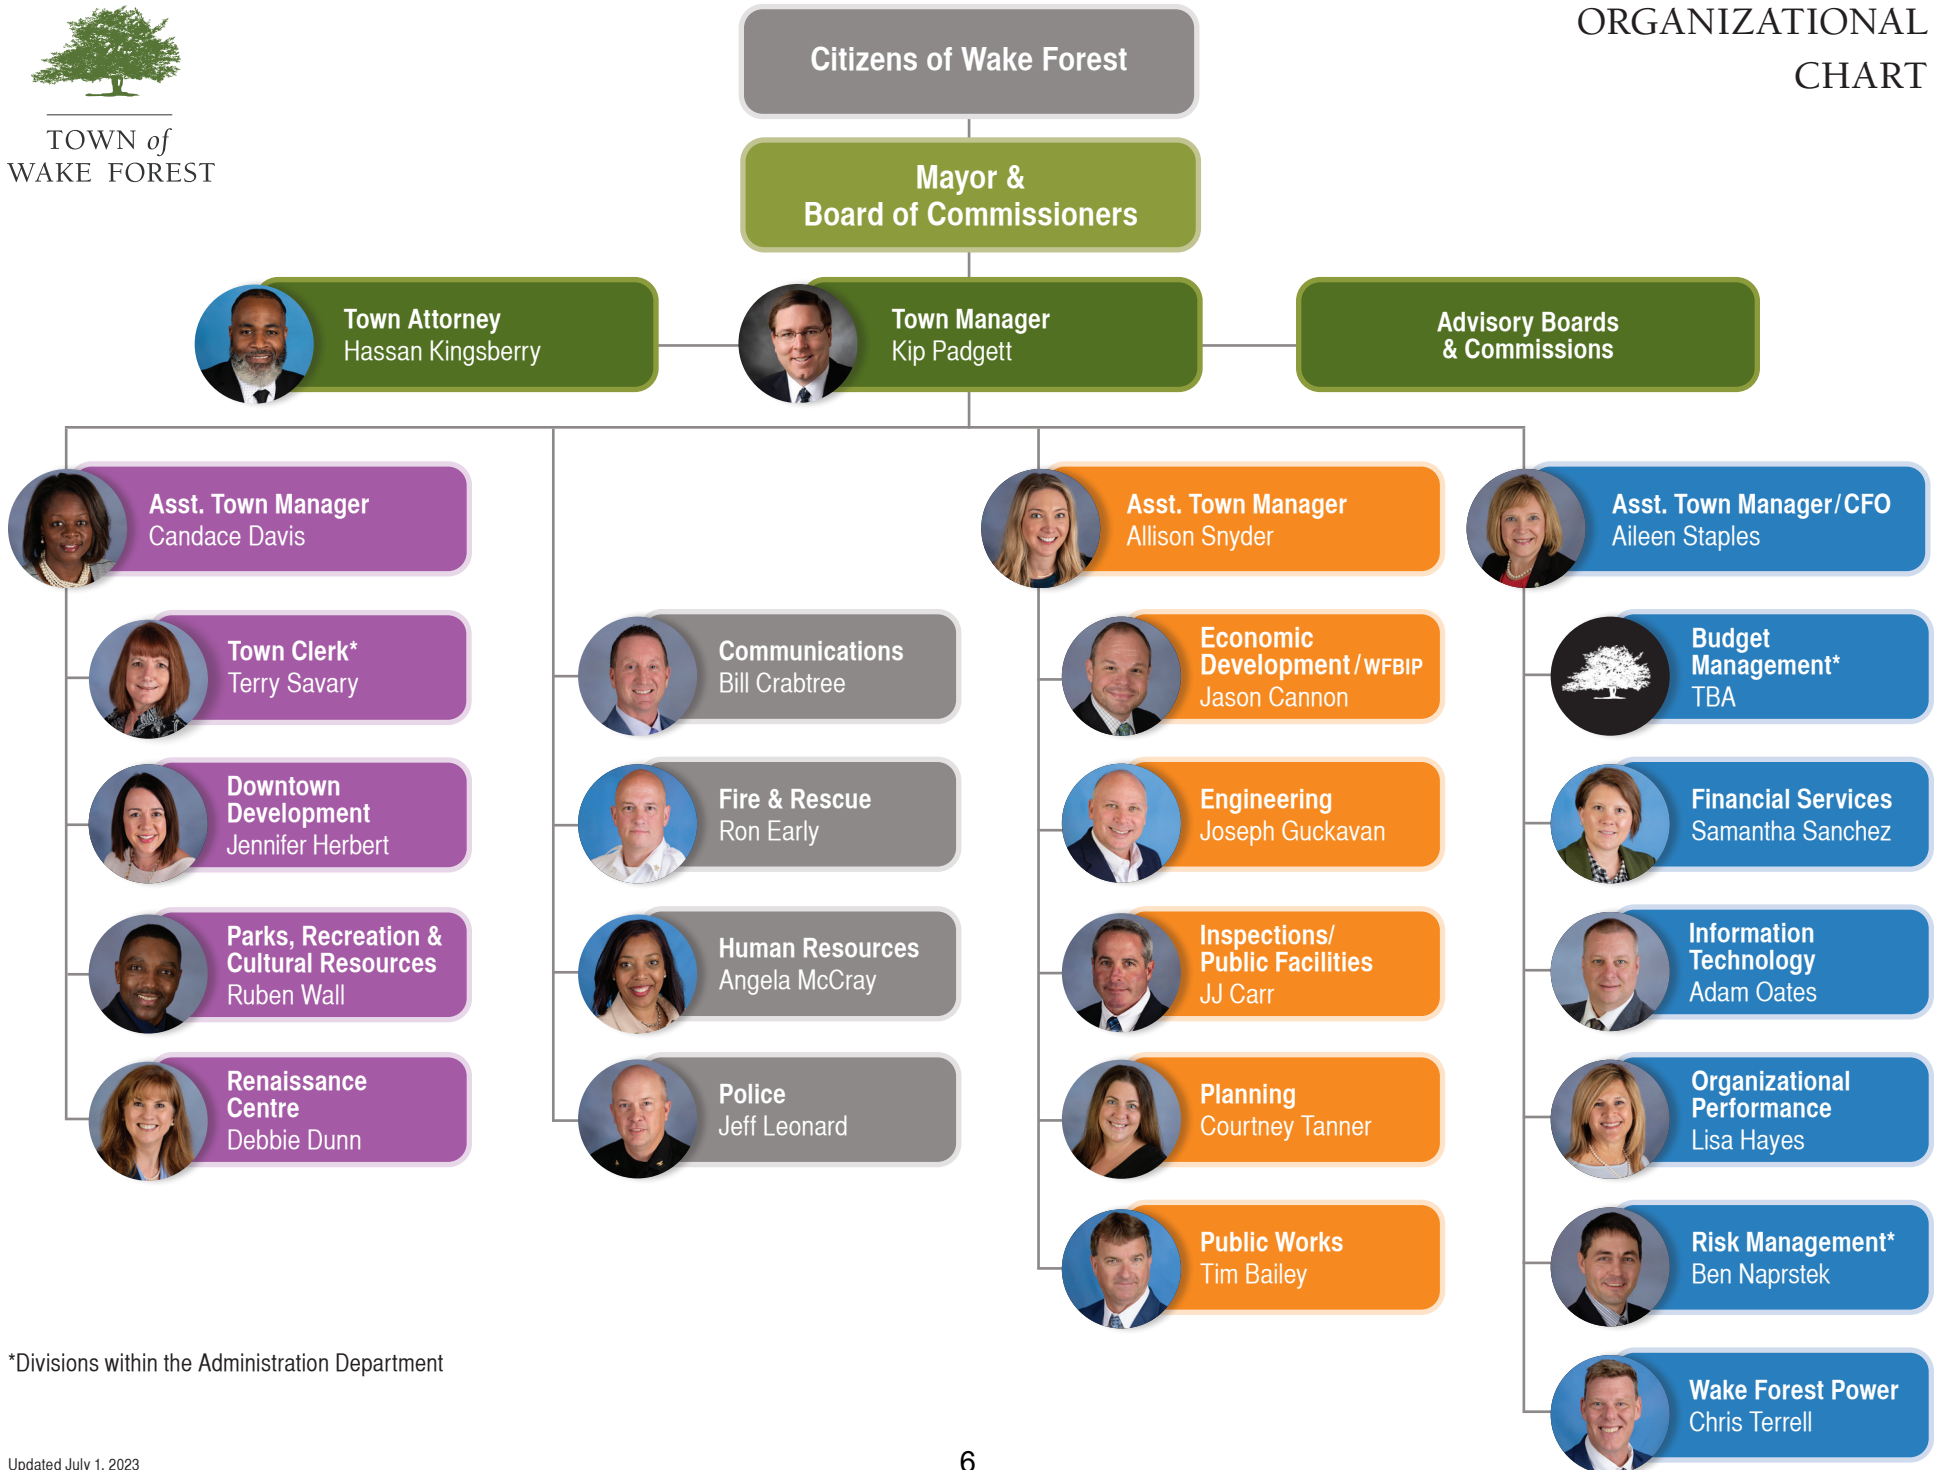 TOWN of
WAKE FOREST
ORGANIZATIONAL
CHART
Citizens of Wake Forest
Mayor &
Board of Commissioners
Town Attorney
Hassan Kingsberry
Town Manager
Kip Padgett
Advisory Boards
& Commissions
Asst. Town Manager
Candace Davis
Town Clerk*
Terry Savary
Downtown
Development
Jennifer Herbert
Parks, Recreation &
Cultural Resources
Ruben Wall
Renaissance
Centre
Debbie Dunn
Communications
Bill Crabtree
Fire & Rescue
Ron Early
Human Resources
Angela McCray
Police
Jeff Leonard
Asst. Town Manager
Allison Snyder
Economic
Development/WFBIP
Jason Cannon
Engineering
Joseph Guckavan
Inspections/
Public Facilities
JJ Carr
Planning
Courtney Tanner
Public Works
Tim Bailey
Asst. Town Manager/CFO
Aileen Staples
Budget
Management*
TBA
Financial Services
Samantha Sanchez
Information
Technology
Adam Oates
Organizational
Performance
Lisa Hayes
Risk Management*
Ben Naprstek
Wake Forest Power
Chris Terrell
*Divisions within the Administration Department
Updated July 1, 2023
6